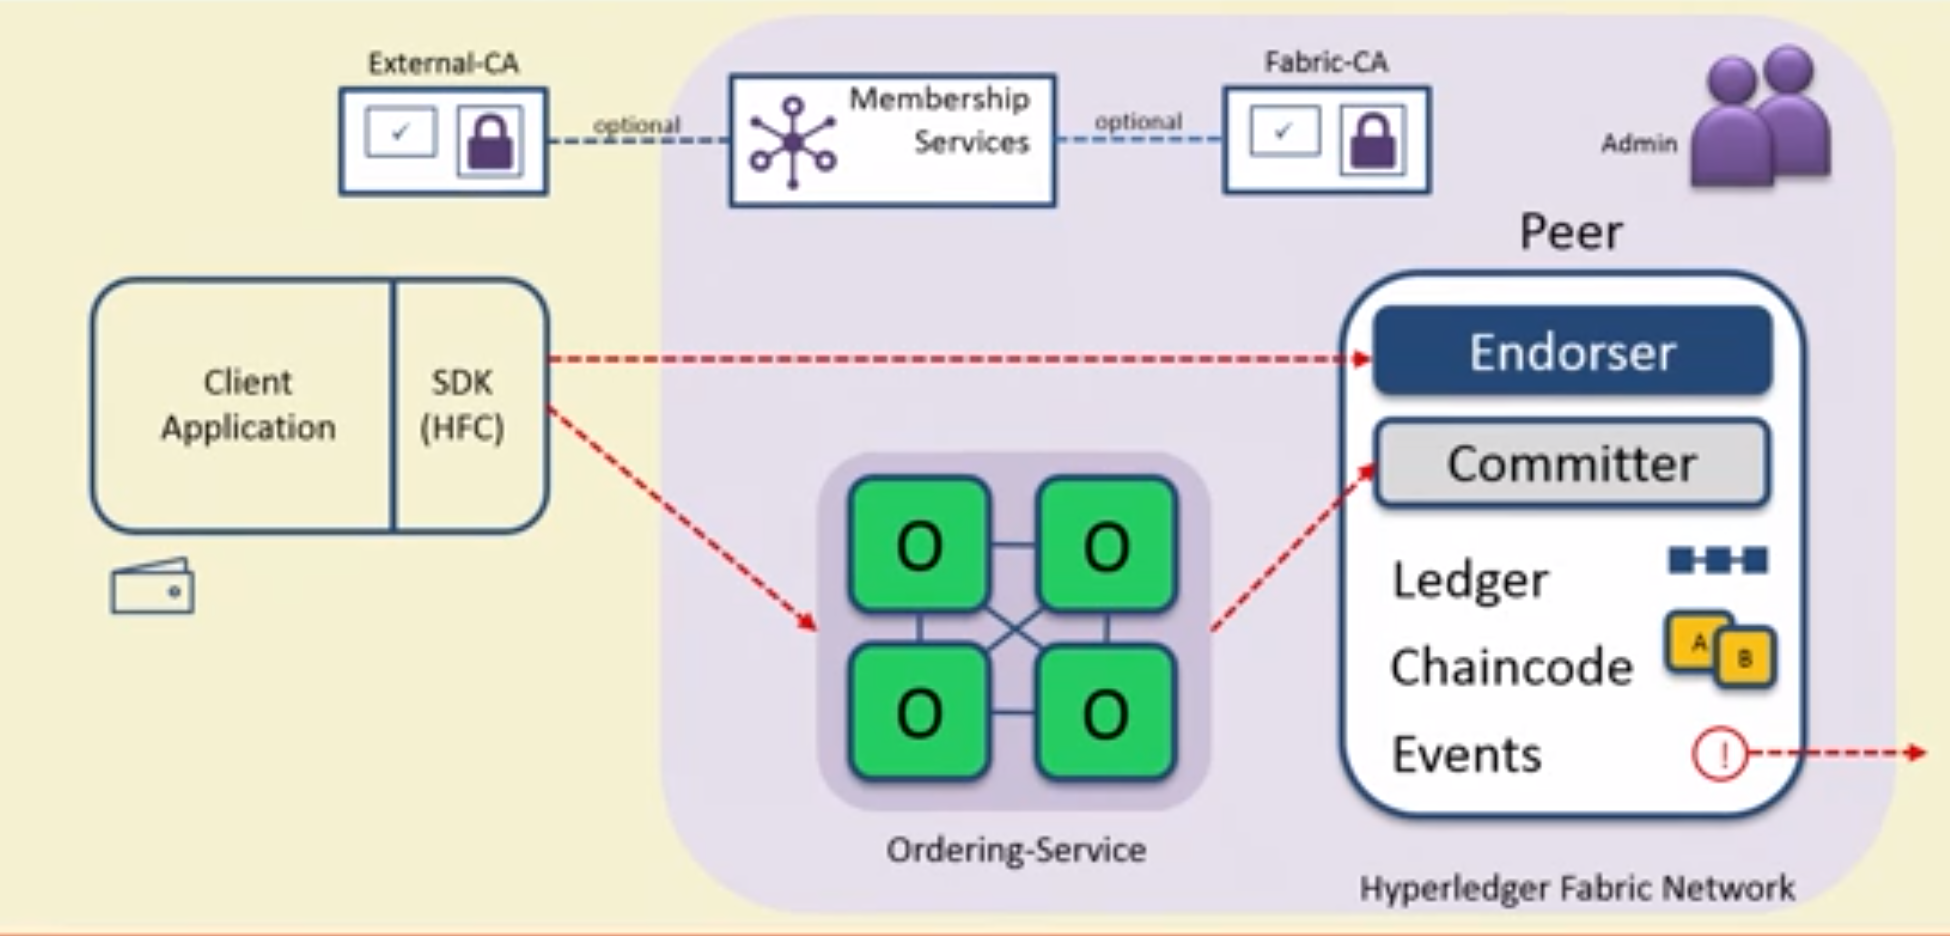 External-CA
optional
Membership
Services
optional
Fabric-CA
Admin
Peer
Client
Application
SDK
(HFC)
Endorser
Committer
Ledger
Chaincode
A
B
Events
!
O
O
O
O
Ordering-Service
Hyperledger Fabric Network